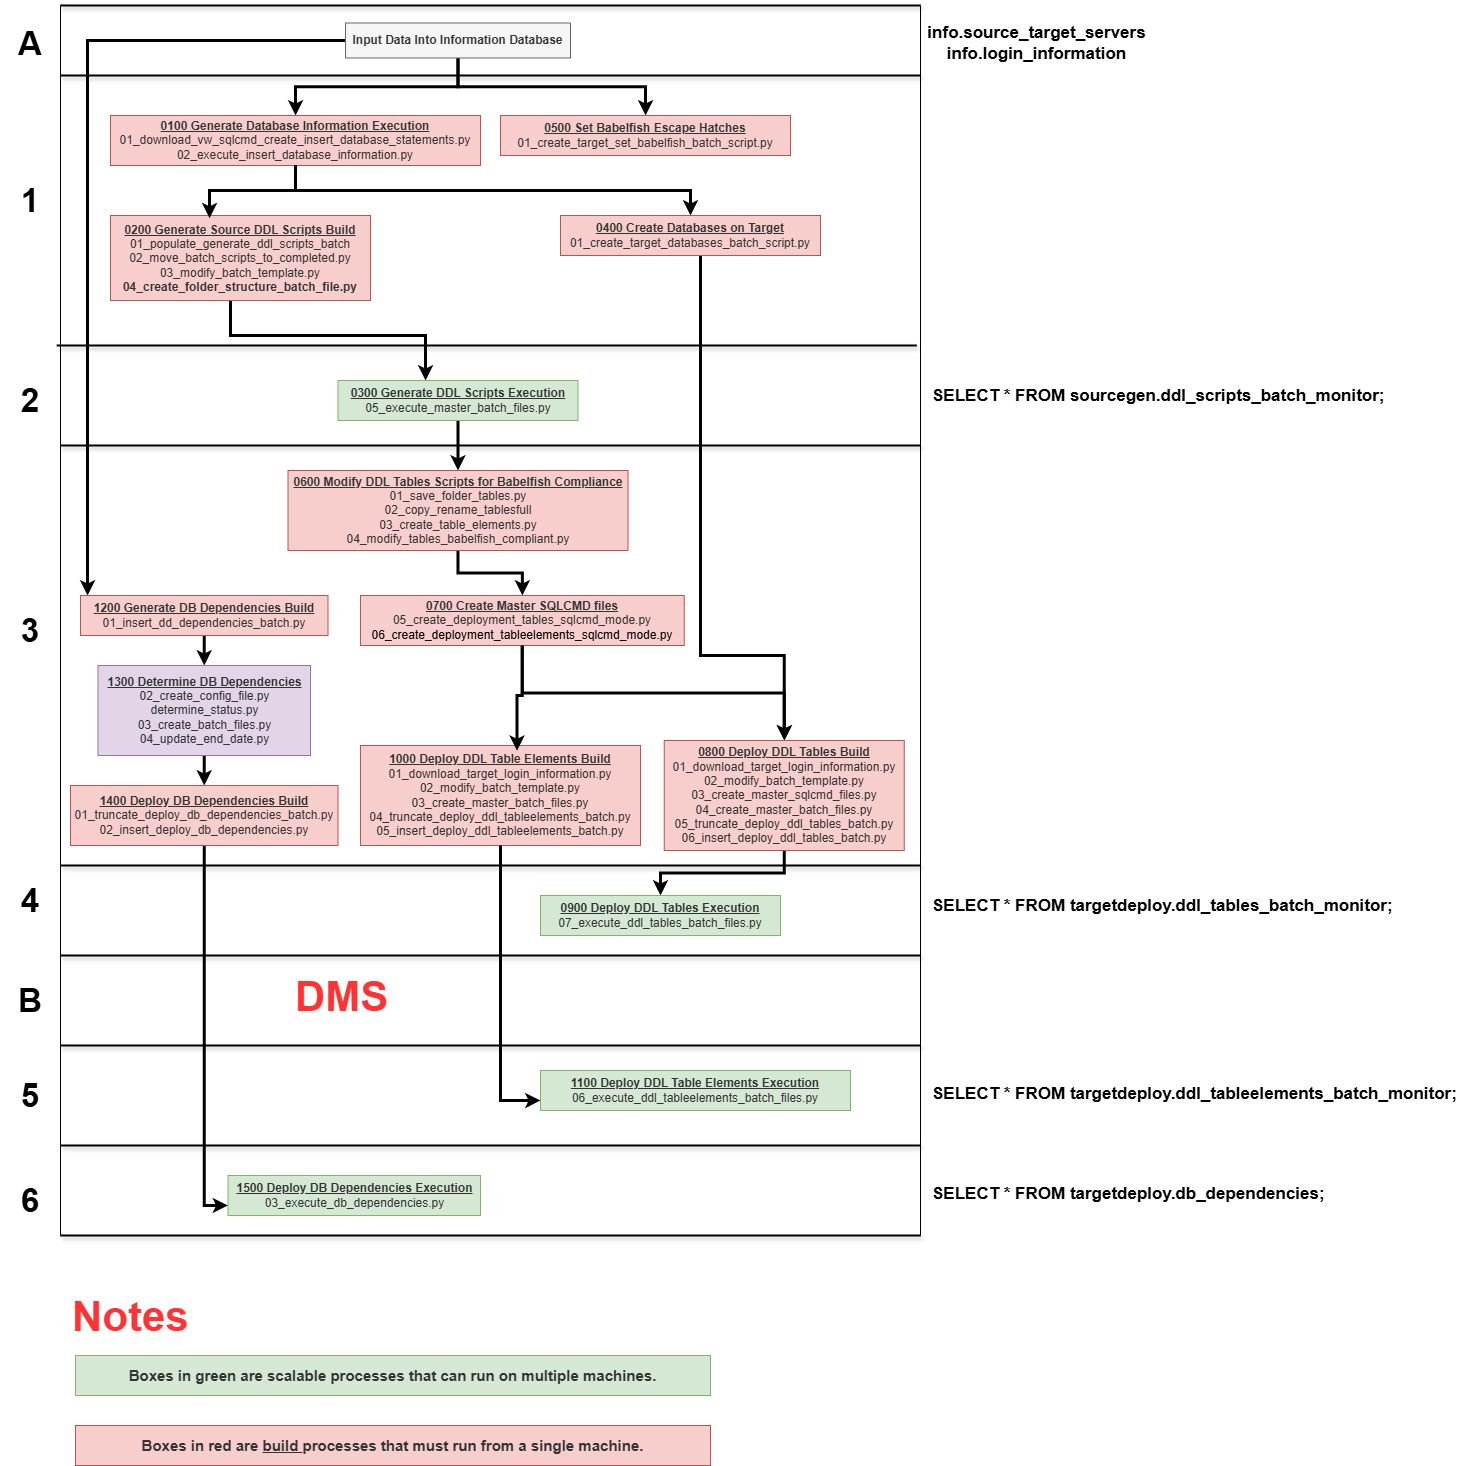 A
Input Data Into Information Database
info.source_target_servers
info.login_information
1
0100 Generate Database Information Execution
01_download_vw_sqlcmd_create_insert_database_statements.py
02_execute_insert_database_information.py
0500 Set Babelfish Escape Hatches
01_create_target_set_babelfish_batch_script.py
0200 Generate Source DDL Scripts Build
01_populate_generate_ddl_scripts_batch
02_move_batch_scripts_to_completed.py
03_modify_batch_template.py
04_create_folder_structure_batch_file.py
0400 Create Databases on Target
01_create_target_databases_batch_script.py
2
0300 Generate DDL Scripts Execution
05_execute_master_batch_files.py
SELECT * FROM sourcegen.ddl_scripts_batch_monitor;
3
0600 Modify DDL Tables Scripts for Babelfish Compliance
01_save_folder_tables.py
02_copy_rename_tablesfull
03_create_table_elements.py
04_modify_tables_babelfish_compliant.py
1200 Generate DB Dependencies Build
01_insert_dd_dependencies_batch.py
0700 Create Master SQLCMD files
05_create_deployment_tables_sqlcmd_mode.py
06_create_deployment_tableelements_sqlcmd_mode.py
1300 Determine DB Dependencies
02_create_config_file.py
determine_status.py
03_create_batch_files.py
04_update_end_date.py
1400 Deploy DB Dependencies Build
01_truncate_deploy_db_dependencies_batch.py
02_insert_deploy_db_dependencies.py
1000 Deploy DDL Table Elements Build
01_download_target_login_information.py
02_modify_batch_template.py
03_create_master_batch_files.py
04_truncate_deploy_ddl_tableelements_batch.py
05_insert_deploy_ddl_tableelements_batch.py
0800 Deploy DDL Tables Build
01_download_target_login_information.py
02_modify_batch_template.py
03_create_master_sqlcmd_files.py
04_create_master_batch_files.py
05_truncate_deploy_ddl_tables_batch.py
06_insert_deploy_ddl_tables_batch.py
4
0900 Deploy DDL Tables Execution
07_execute_ddl_tables_batch_files.py
SELECT * FROM targetdeploy.ddl_tables_batch_monitor;
B
DMS
5
1100 Deploy DDL Table Elements Execution
06_execute_ddl_tableelements_batch_files.py
SELECT * FROM targetdeploy.ddl_tableelements_batch_monitor;
6
1500 Deploy DB Dependencies Execution
03_execute_db_dependencies.py
SELECT * FROM targetdeploy.db_dependencies;
Notes
Boxes in green are scalable processes that can run on multiple machines.
Boxes in red are build processes that must run from a single machine.